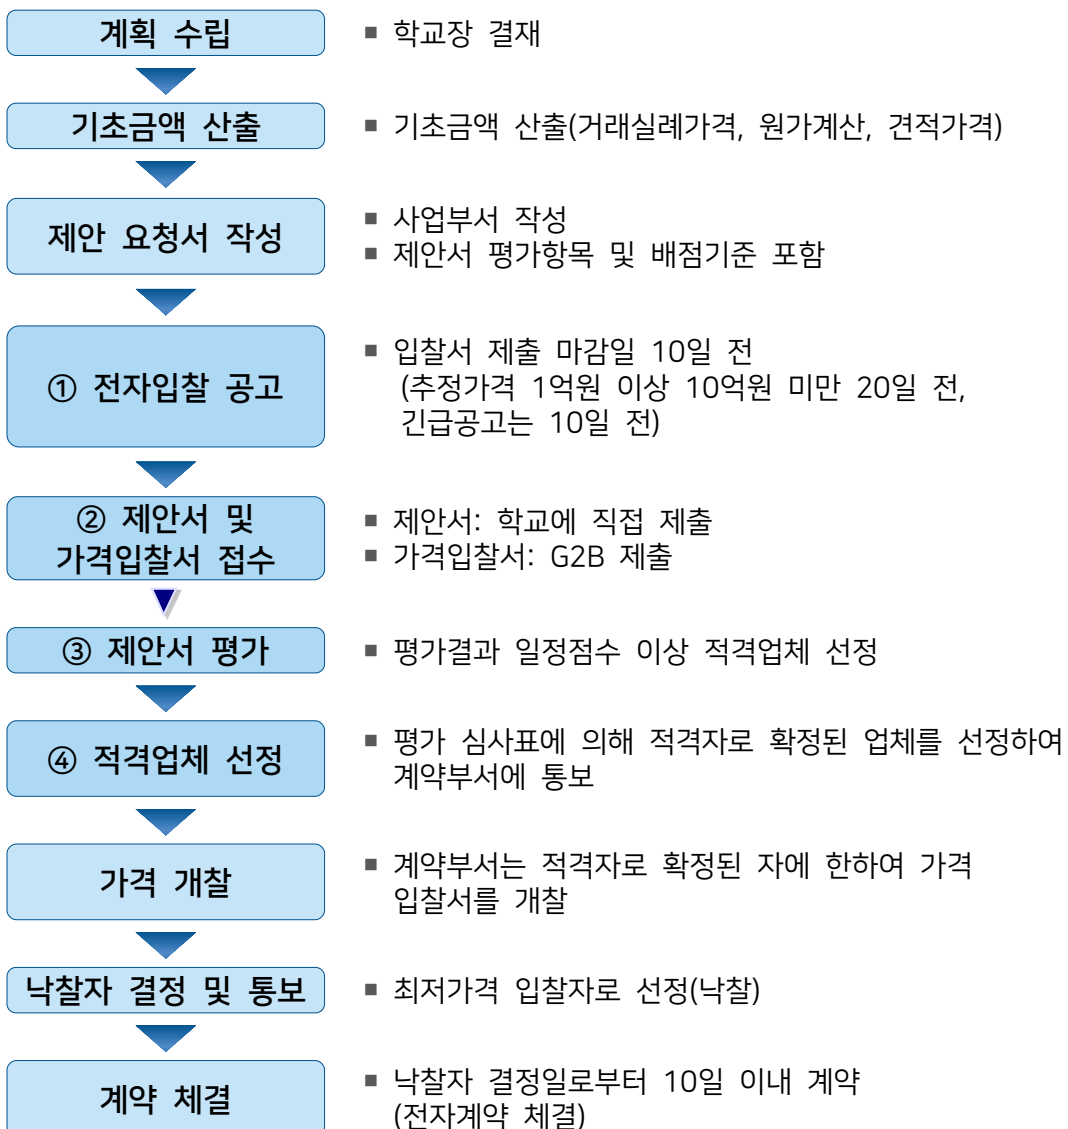 계획 수립
■ 학교장 결재
기초금액 산출
■ 기초금액 산출(거래실례가격, 원가계산, 견적가격)
제안 요청서 작성
■ 사업부서 작성
■ 제안서 평가항목 및 배점기준 포함
① 전자입찰 공고
■ 입찰서 제출 마감일 10일 전
(추정가격 1억원 이상 10억원 미만 20일 전,
긴급공고는 10일 전)
② 제안서 및
가격입찰서 접수
■ 제안서: 학교에 직접 제출
■ 가격입찰서: G2B 제출
③ 제안서 평가
■ 평가결과 일정점수 이상 적격업체 선정
④ 적격업체 선정
■ 평가 심사표에 의해 적격자로 확정된 업체를 선정하여
계약부서에 통보
가격 개찰
■ 계약부서는 적격자로 확정된 자에 한하여 가격
입찰서를 개찰
낙찰자 결정 및 통보
■ 최저가격 입찰자로 선정(낙찰)
계약 체결
■ 낙찰자 결정일로부터 10일 이내 계약
(전자계약 체결)